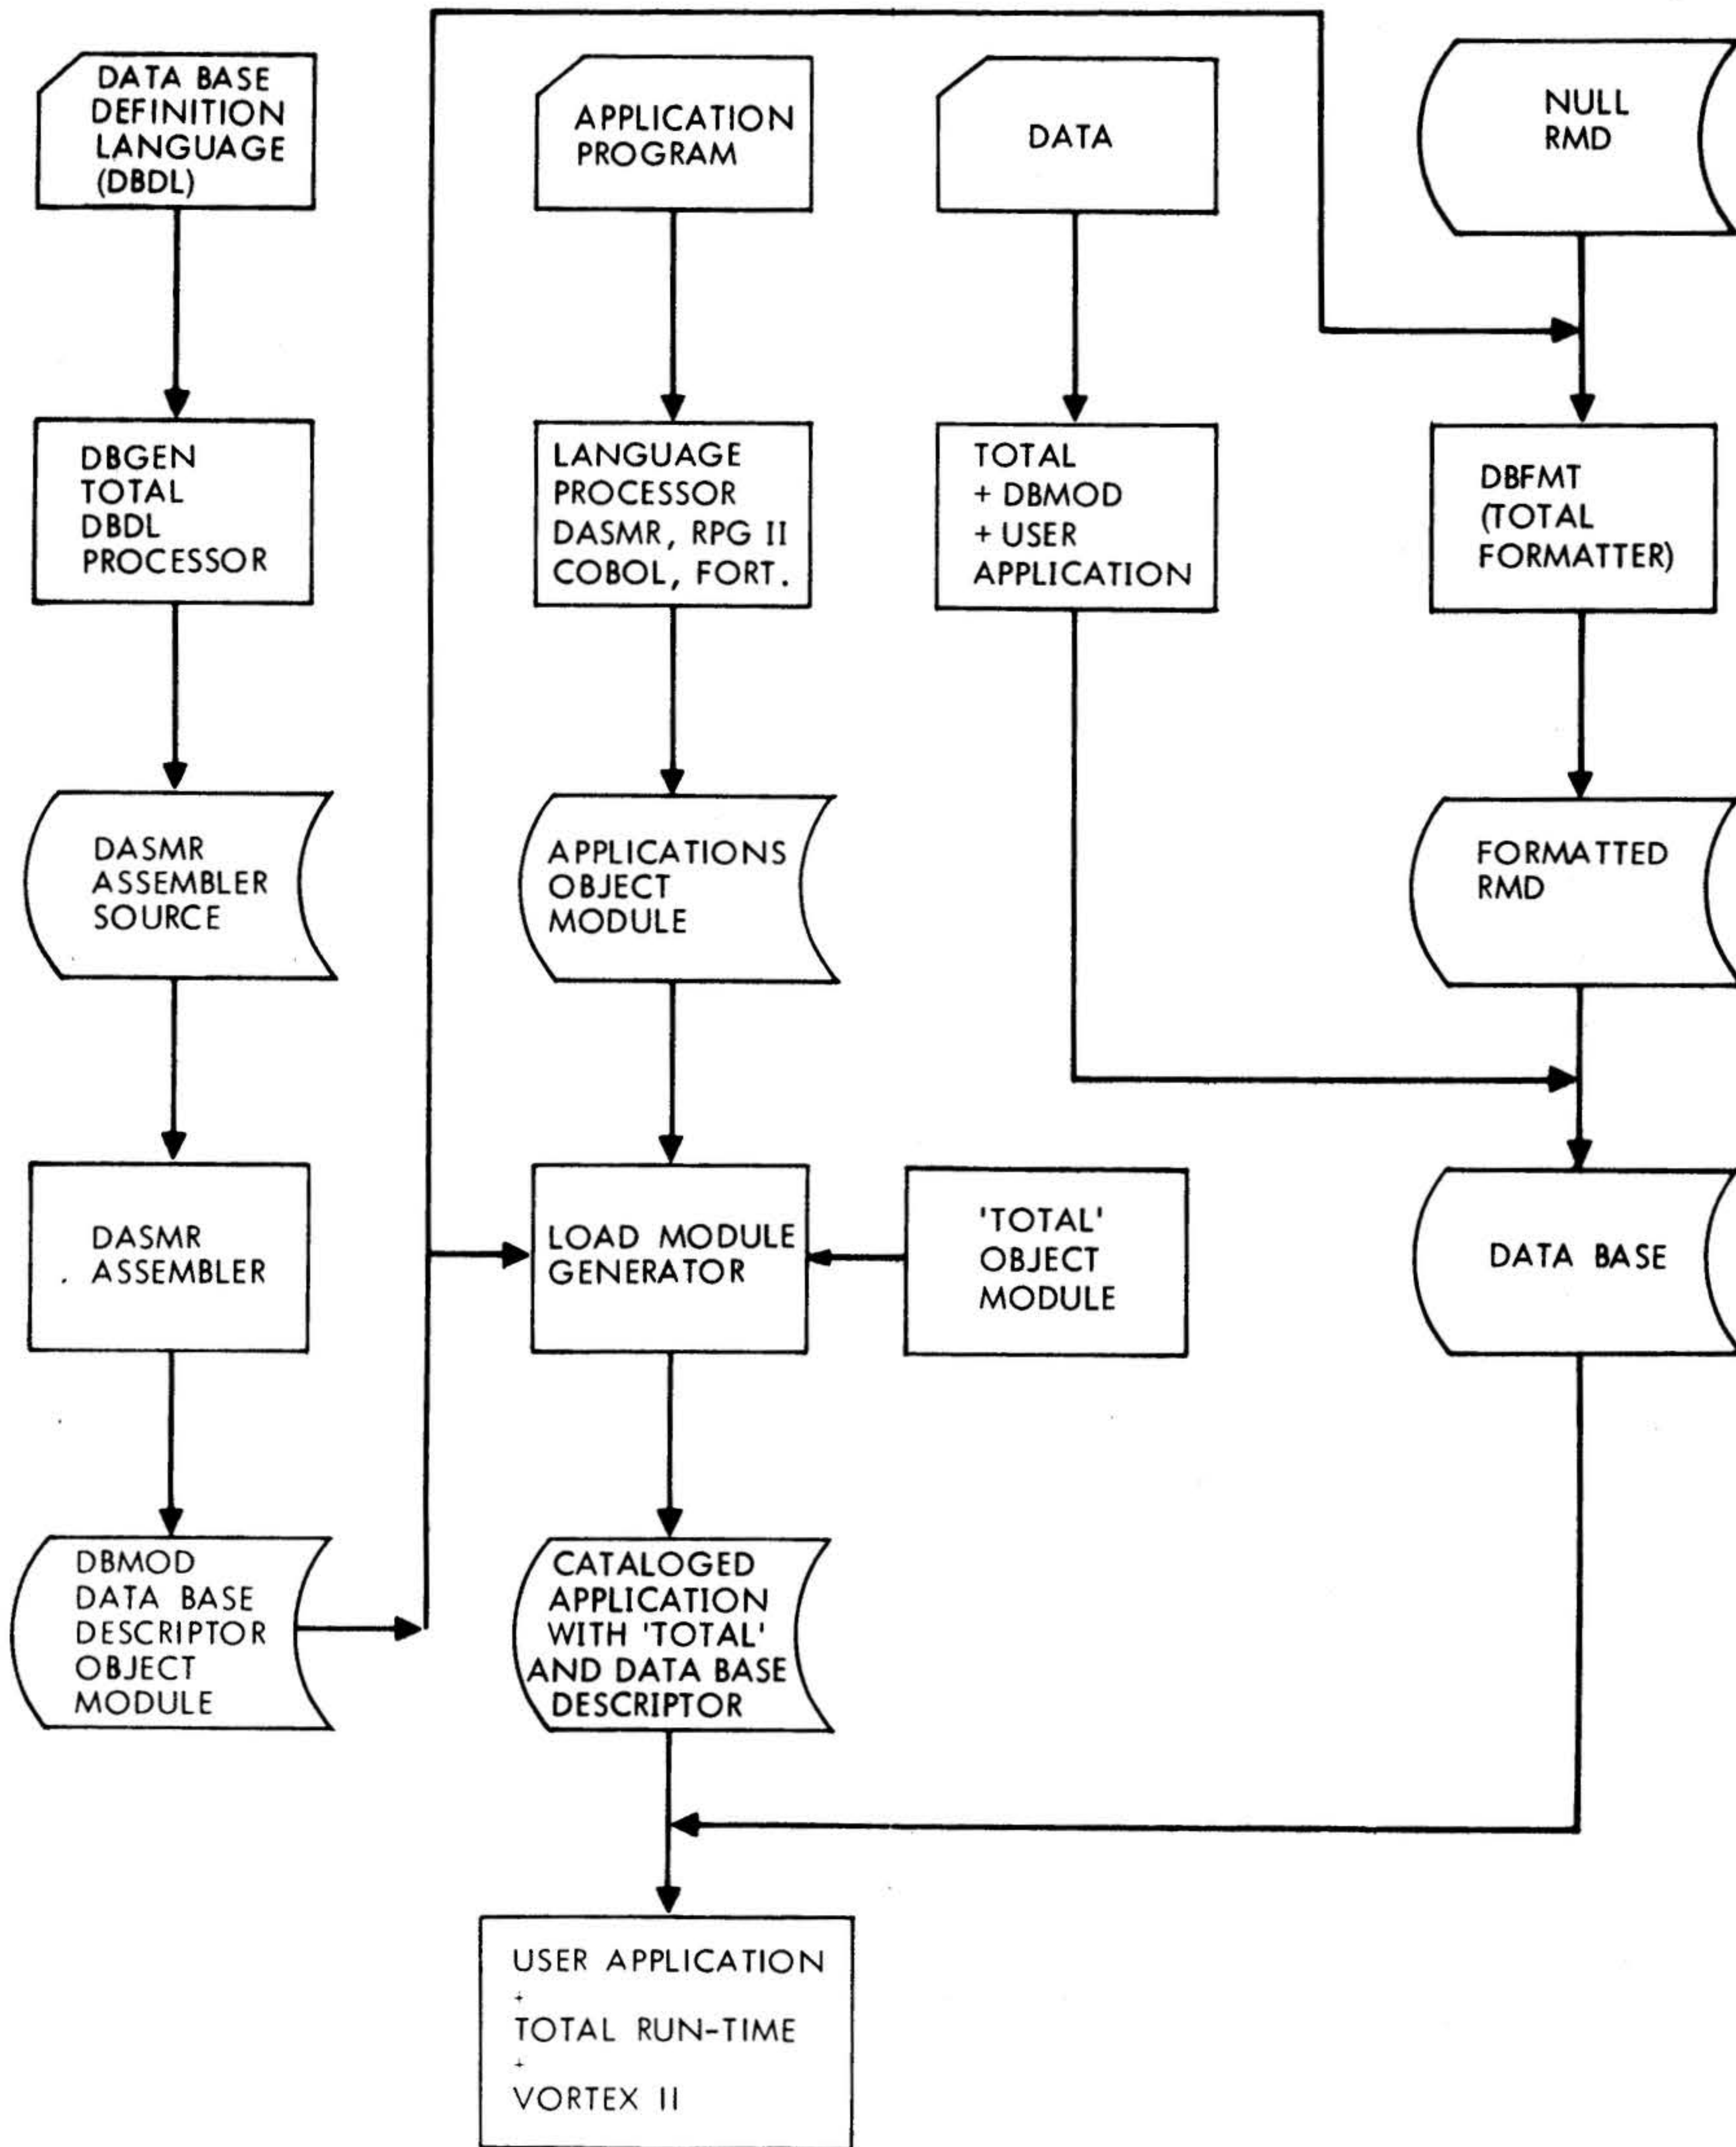 DATA BASE
DEFINITION
LANGUAGE
(DBDL)
APPLICATION
PROGRAM
DATA
NULL
RMD
DBGEN
TOTAL
DBDL
PROCESSOR
LANGUAGE
PROCESSOR
DASMR, RPG II
COBOL, FORT.
TOTAL
+ DBMOD
+ USER
APPLICATION
DBFMT
(TOTAL
FORMATTER)
DASMR
ASSEMBLER
SOURCE
APPLICATIONS
OBJECT
MODULE
FORMATTED
RMD
DASMR
ASSEMBLER
LOAD MODULE
GENERATOR
'TOTAL'
OBJECT
MODULE
DATA BASE
DBMOD
DATA BASE
DESCRIPTOR
OBJECT
MODULE
CATALOGED
APPLICATION
WITH 'TOTAL'
AND DATA BASE
DESCRIPTOR
USER APPLICATION
+
TOTAL RUN-TIME
+
VORTEX II